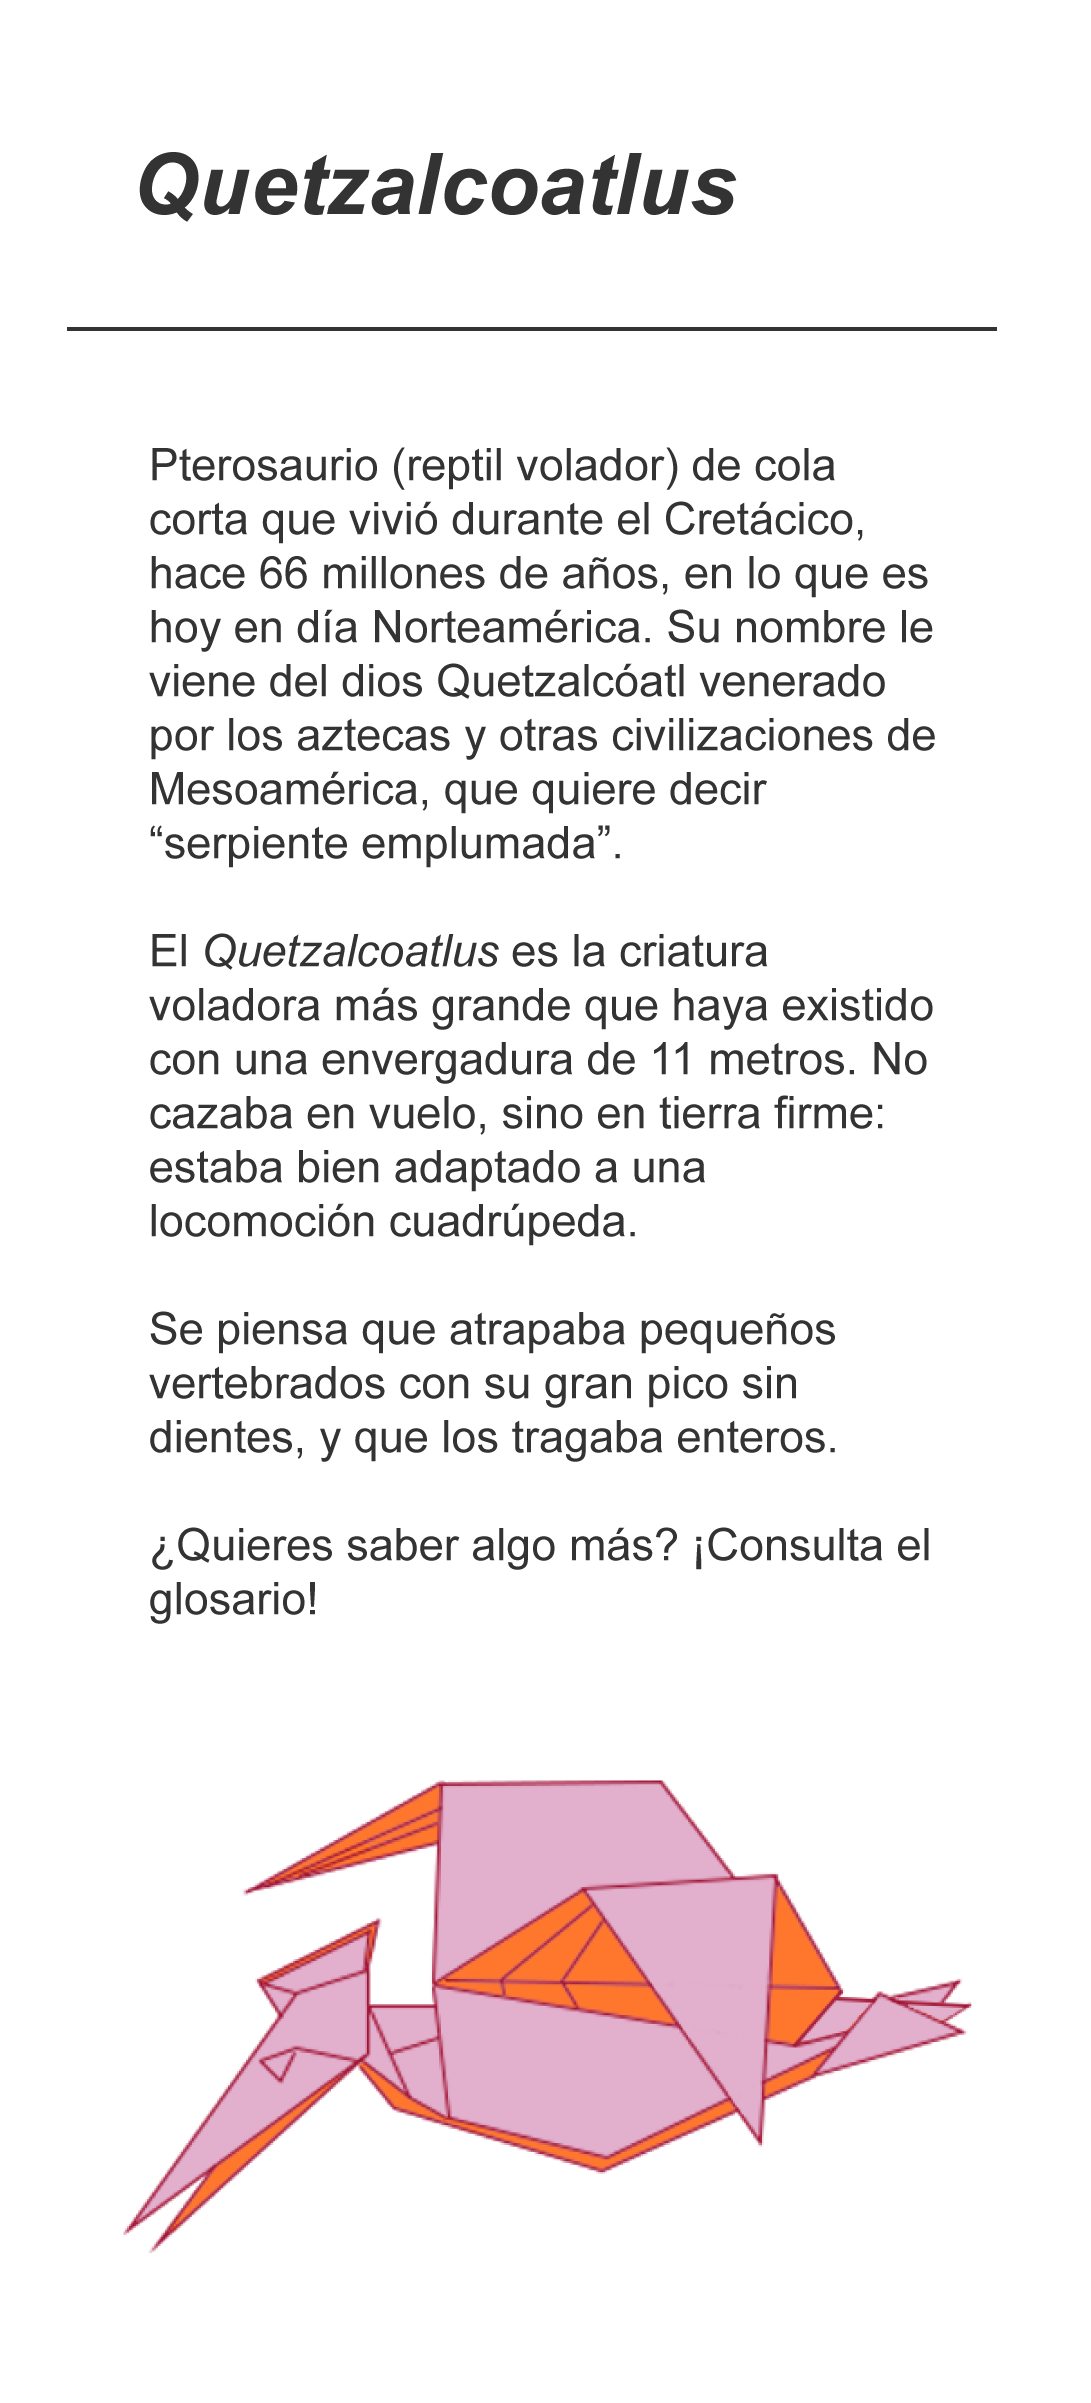 Quetzalcoatlus
Pterosaurio (reptil volador) de cola
corta que vivió durante el Cretácico,
hace 66 millones de años, en lo que es
hoy en día Norteamérica. Su nombre le
viene del dios Quetzalcóatl venerado
por los aztecas y otras civilizaciones de
Mesoamérica, que quiere decir
“serpiente emplumada”.
El Quetzalcoatlus es la criatura
voladora más grande que haya existido
con una envergadura de 11 metros. No
cazaba en vuelo, sino en tierra firme:
estaba bien adaptado a una
locomoción cuadrúpeda.
Se piensa que atrapaba pequeños
vertebrados con su gran pico sin
dientes, y que los tragaba enteros.
¿Quieres saber algo más? ¡Consulta el
glosario!